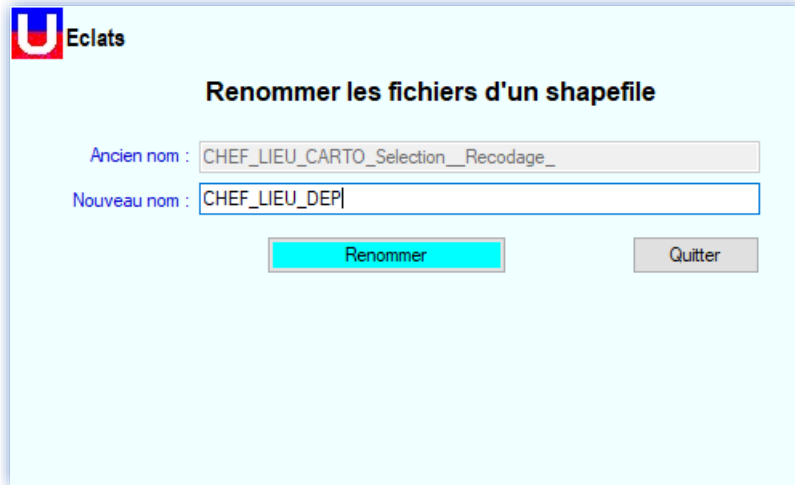 U Eclats
Renommer les fichiers d'un shapefile
Ancien nom : CHEF_LIEU_CARTO_Selection__Recodage_
Nouveau nom : CHEF_LIEU_DEP
Renommer Quitter